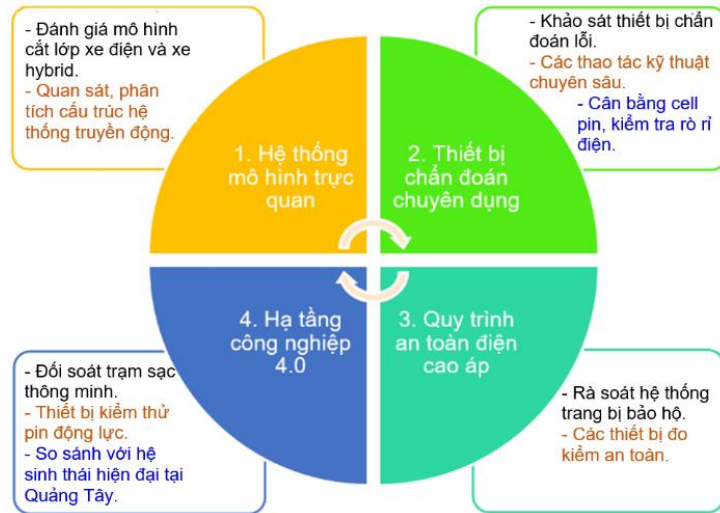 - Đánh giá mô hình
cắt lớp xe điện và xe
hybrid.
- Quan sát, phân
tích cấu trúc hệ
thống truyền động.
- Khảo sát thiết bị chẩn
đoán lỗi.
- Các thao tác kỹ thuật
chuyên sâu.
- Cân bằng cell
pin, kiểm tra rò rỉ
điện.
1. Hệ thống
mô hình trực
quan
2. Thiết bị
chẩn đoán
chuyên dụng
4. Hạ tầng
công nghiệp
4.0
3. Quy trình
an toàn điện
cao áp
- Đối soát trạm sạc
thông minh.
- Thiết bị kiểm thử
pin động lực.
- So sánh với hệ
sinh thái hiện đại tại
Quảng Tây.
- Rà soát hệ thống
trang bị bảo hộ.
- Các thiết bị đo
kiểm an toàn.